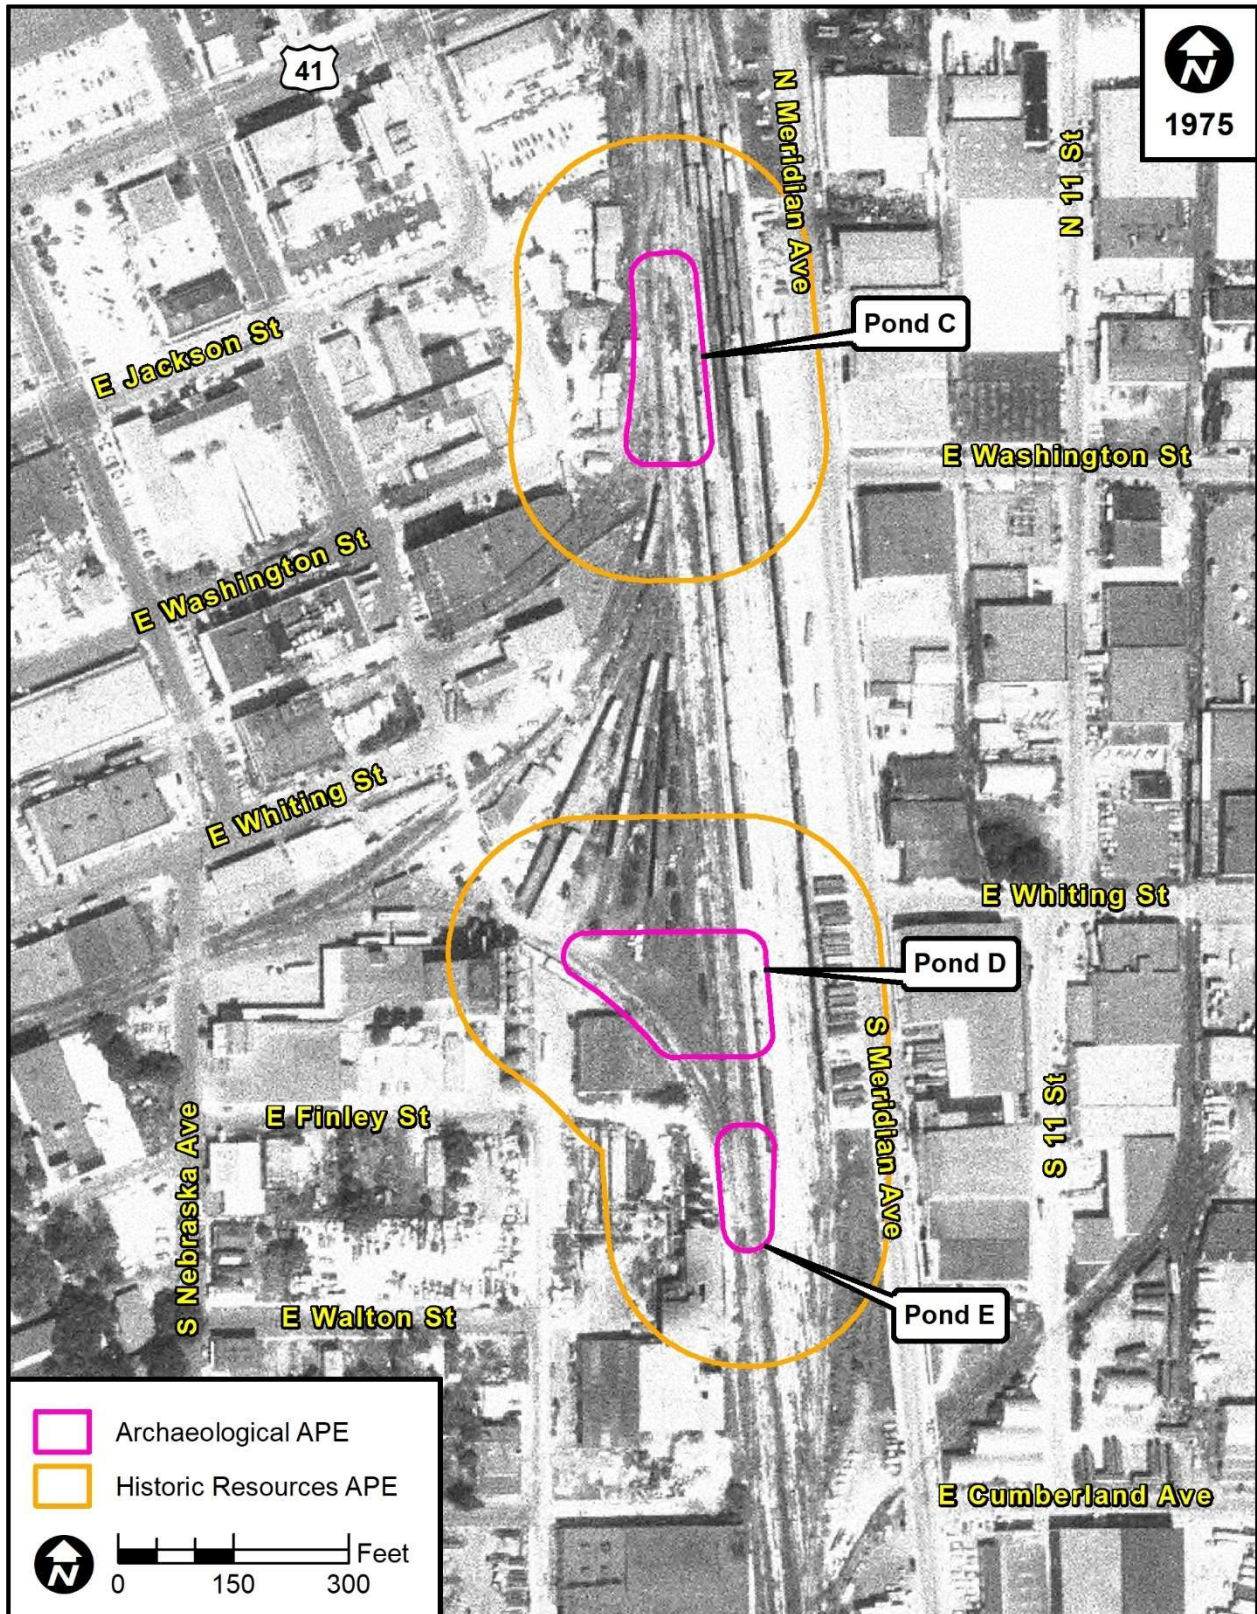 41
N
1975
N Meridian Ave
N 11 St
Pond C
E Jackson St
E Washington St
E Washington St
E Whiting St
E Whiting St
Pond D
S Meridian Ave
S 11 St
E Finley St
S Nebraska Ave
Pond E
E Walton St
Archaeological APE
Historic Resources APE
E Cumberland Ave
N
Feet
0 150 300